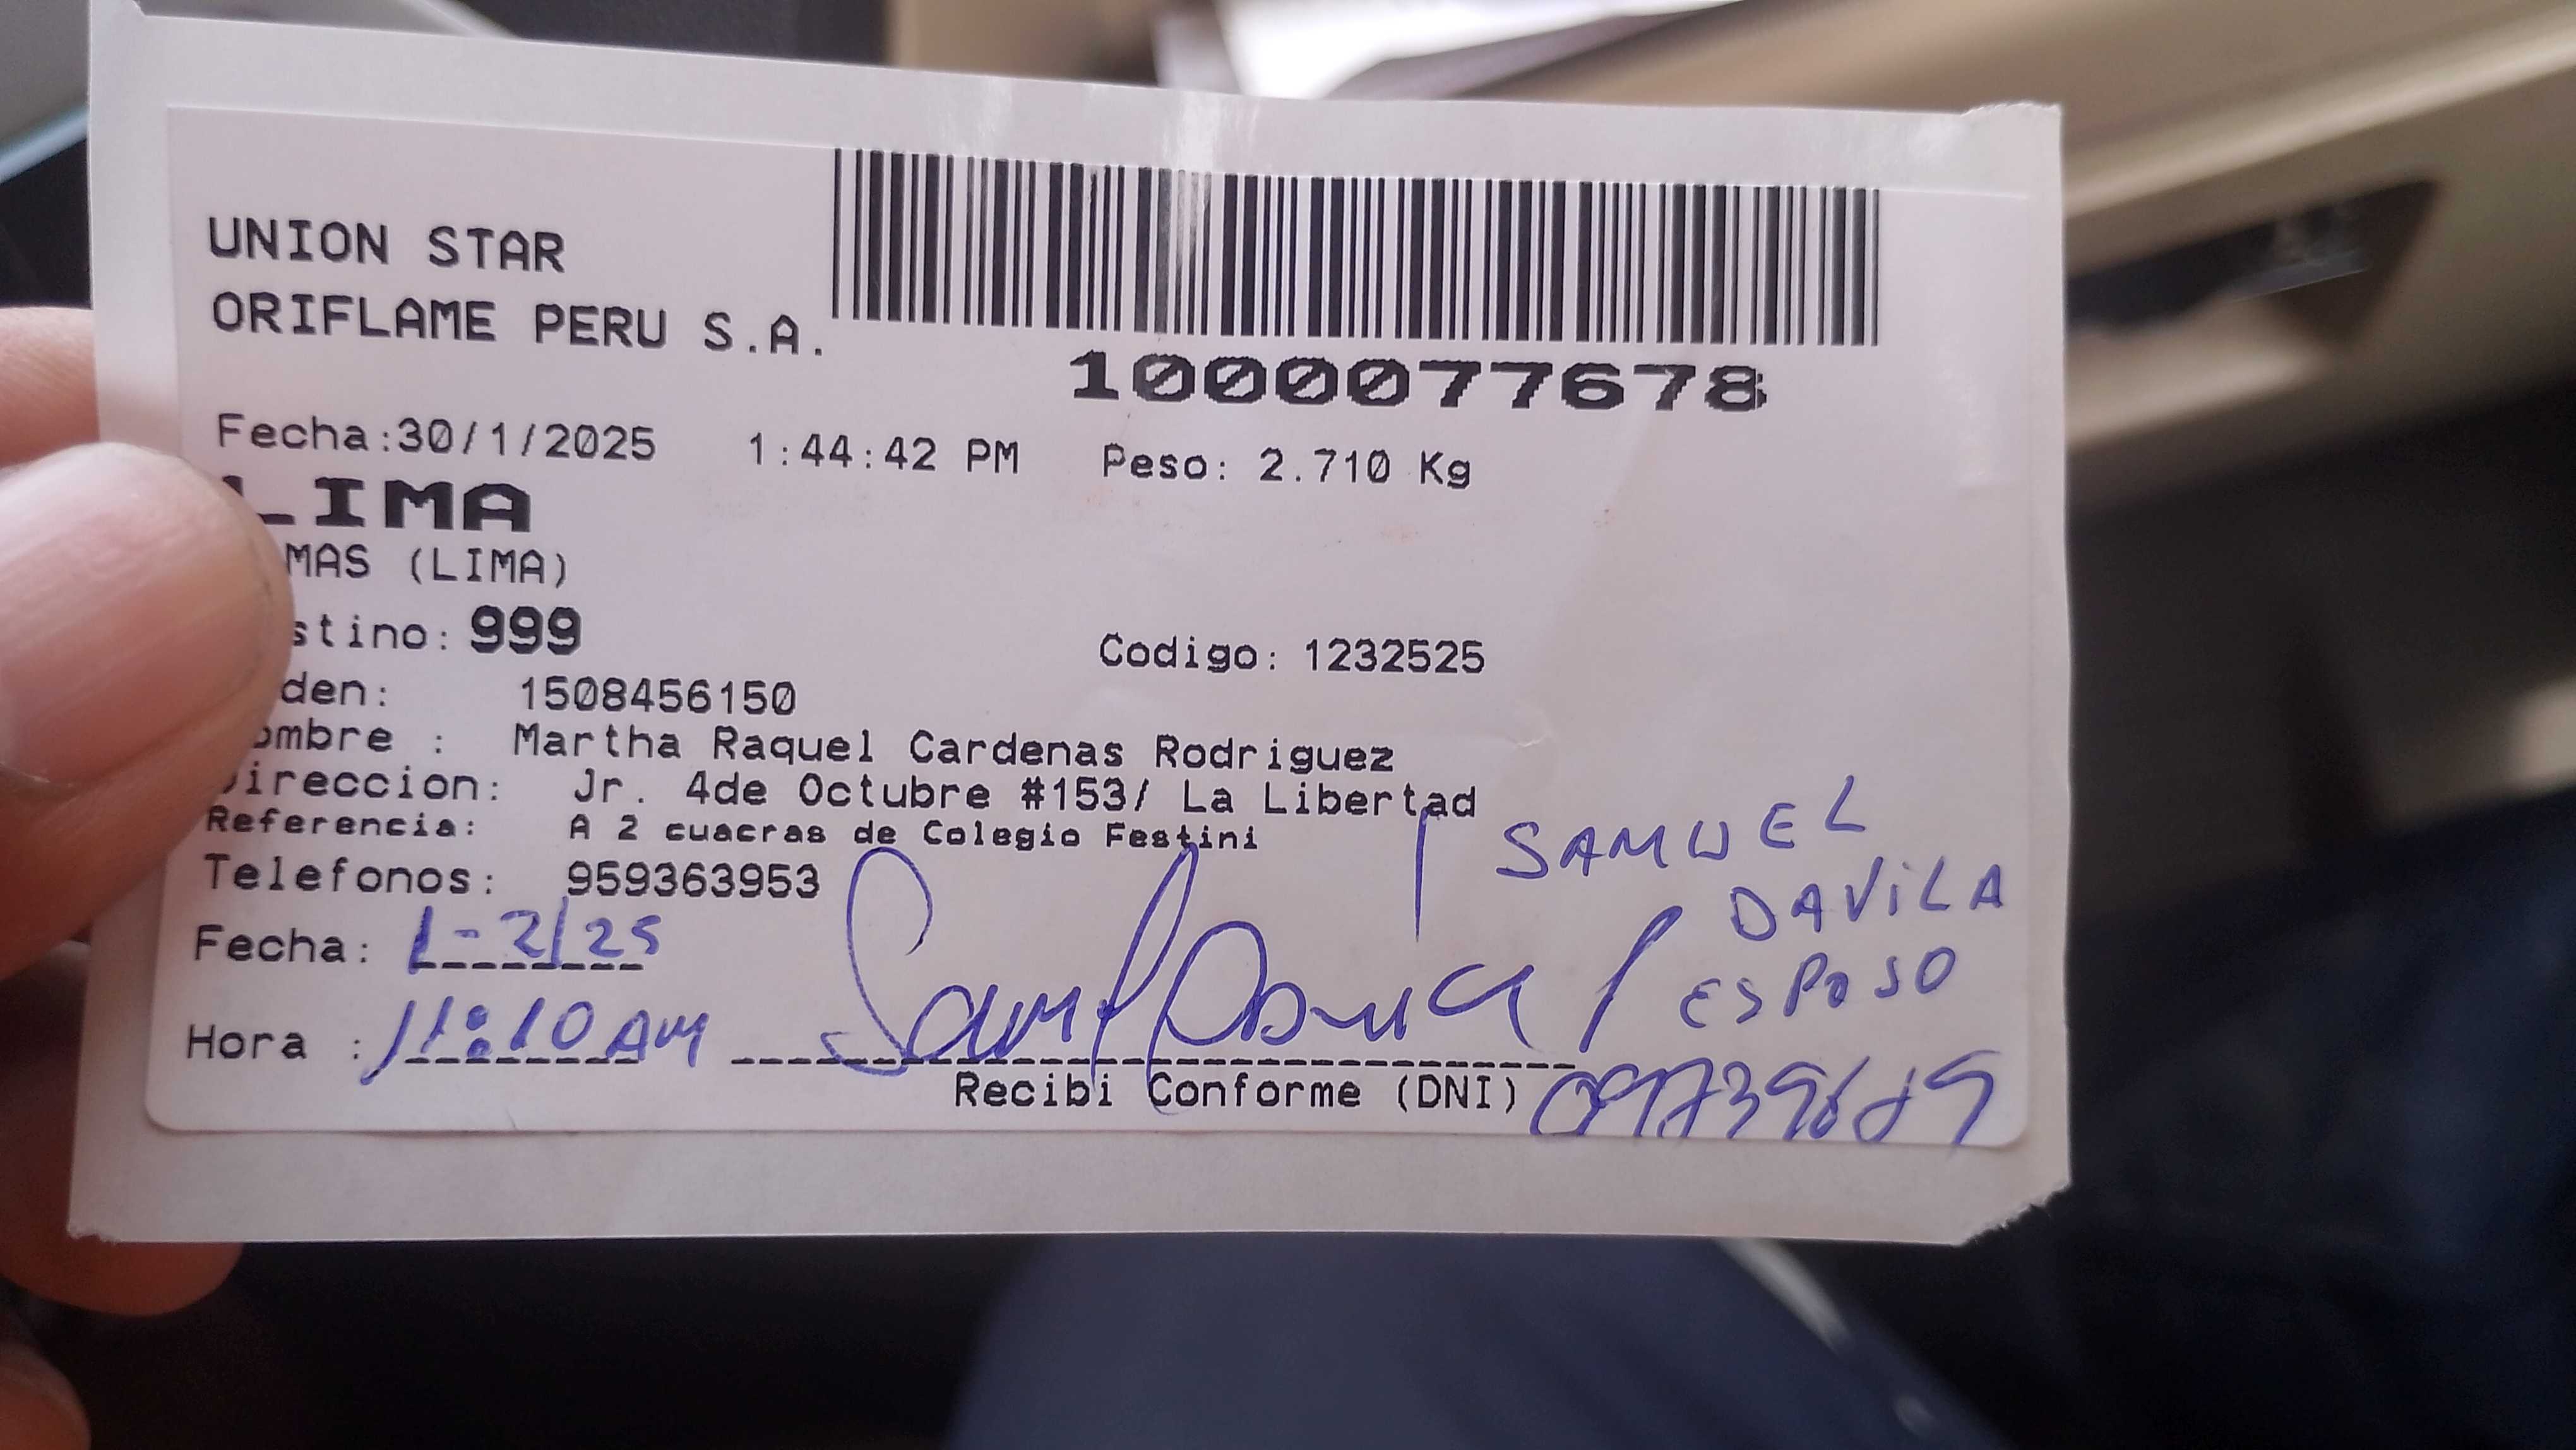 UNION STAR
ORIFLAME PERU S.A.
1000077678
Fecha:30/1/2025 1:44:42 PM Peso: 2.710 Kg
LIMA
MAS (LIMA)
stino: 999
Codigo: 1232525
den: 1508456150
ombre : Martha Raquel Cardenas Rodriguez
ireccion: Jr. 4de Octubre #153/ La Libertad
Referencia: A 2 cuacras de Colegio Festini
Telefonos: 959363953
SAMUEL
DAVILA
ESPOSO
Fecha: 1-2/25
Hora : 11:10 AM
Recibi Conforme (DNI)